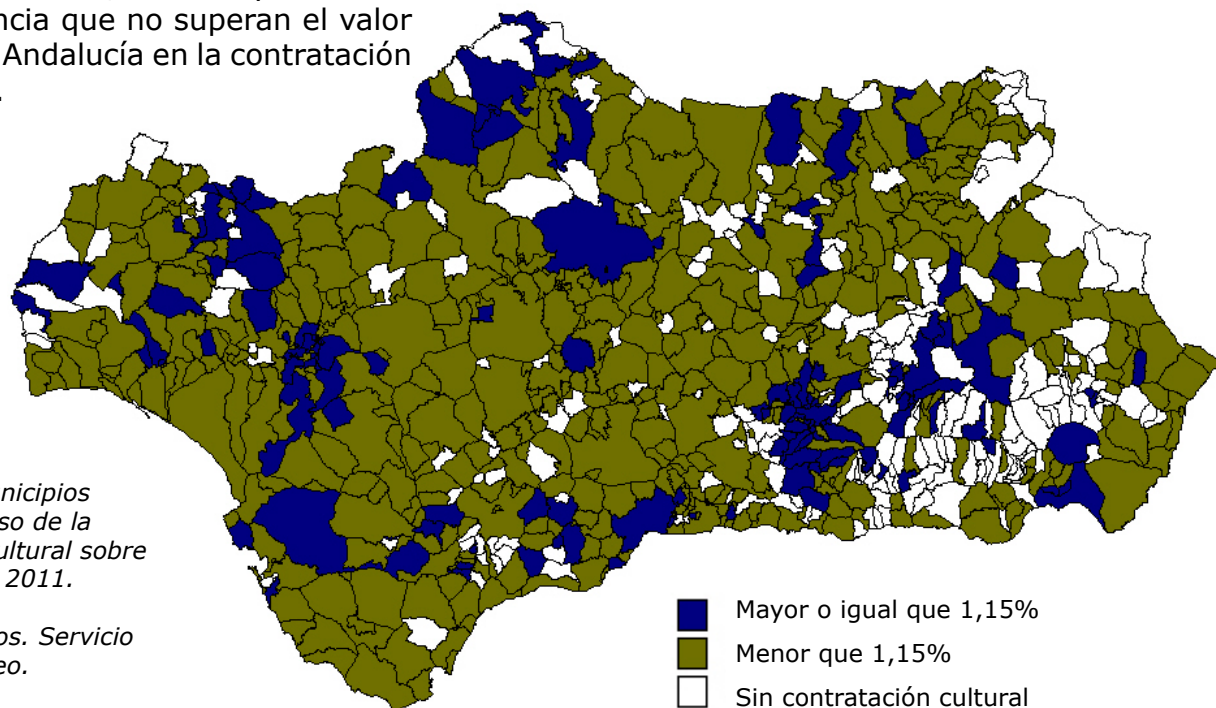 ncia que no superan el valor
Andalucía en la contratación
nicipios
so de la
ultural sobre
2011.
os. Servicio
eo.
Mayor o igual que 1,15%
Menor que 1,15%
Sin contratación cultural